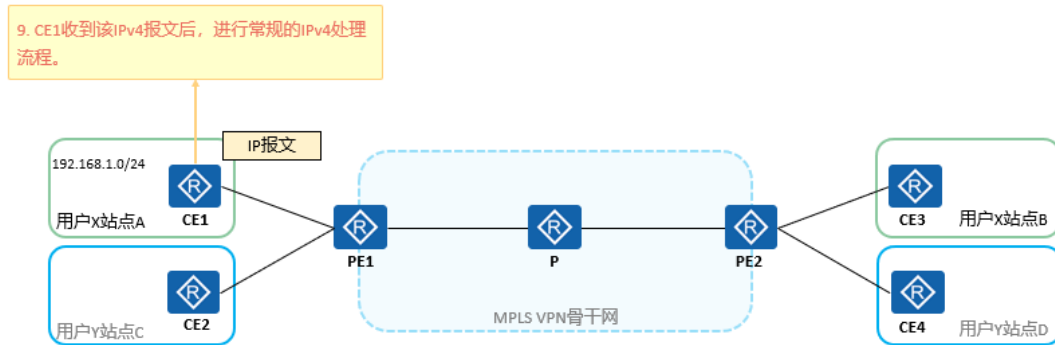 9. CE1收到该IPv4报文后，进行常规的IPv4处理
流程。
IP报文
192.168.1.0/24
R
CE1
用户X站点A
R
CE3
用户X站点B
R
PE1
R
P
R
PE2
R
CE2
用户Y站点C
MPLS VPN骨干网
R
CE4
用户Y站点D